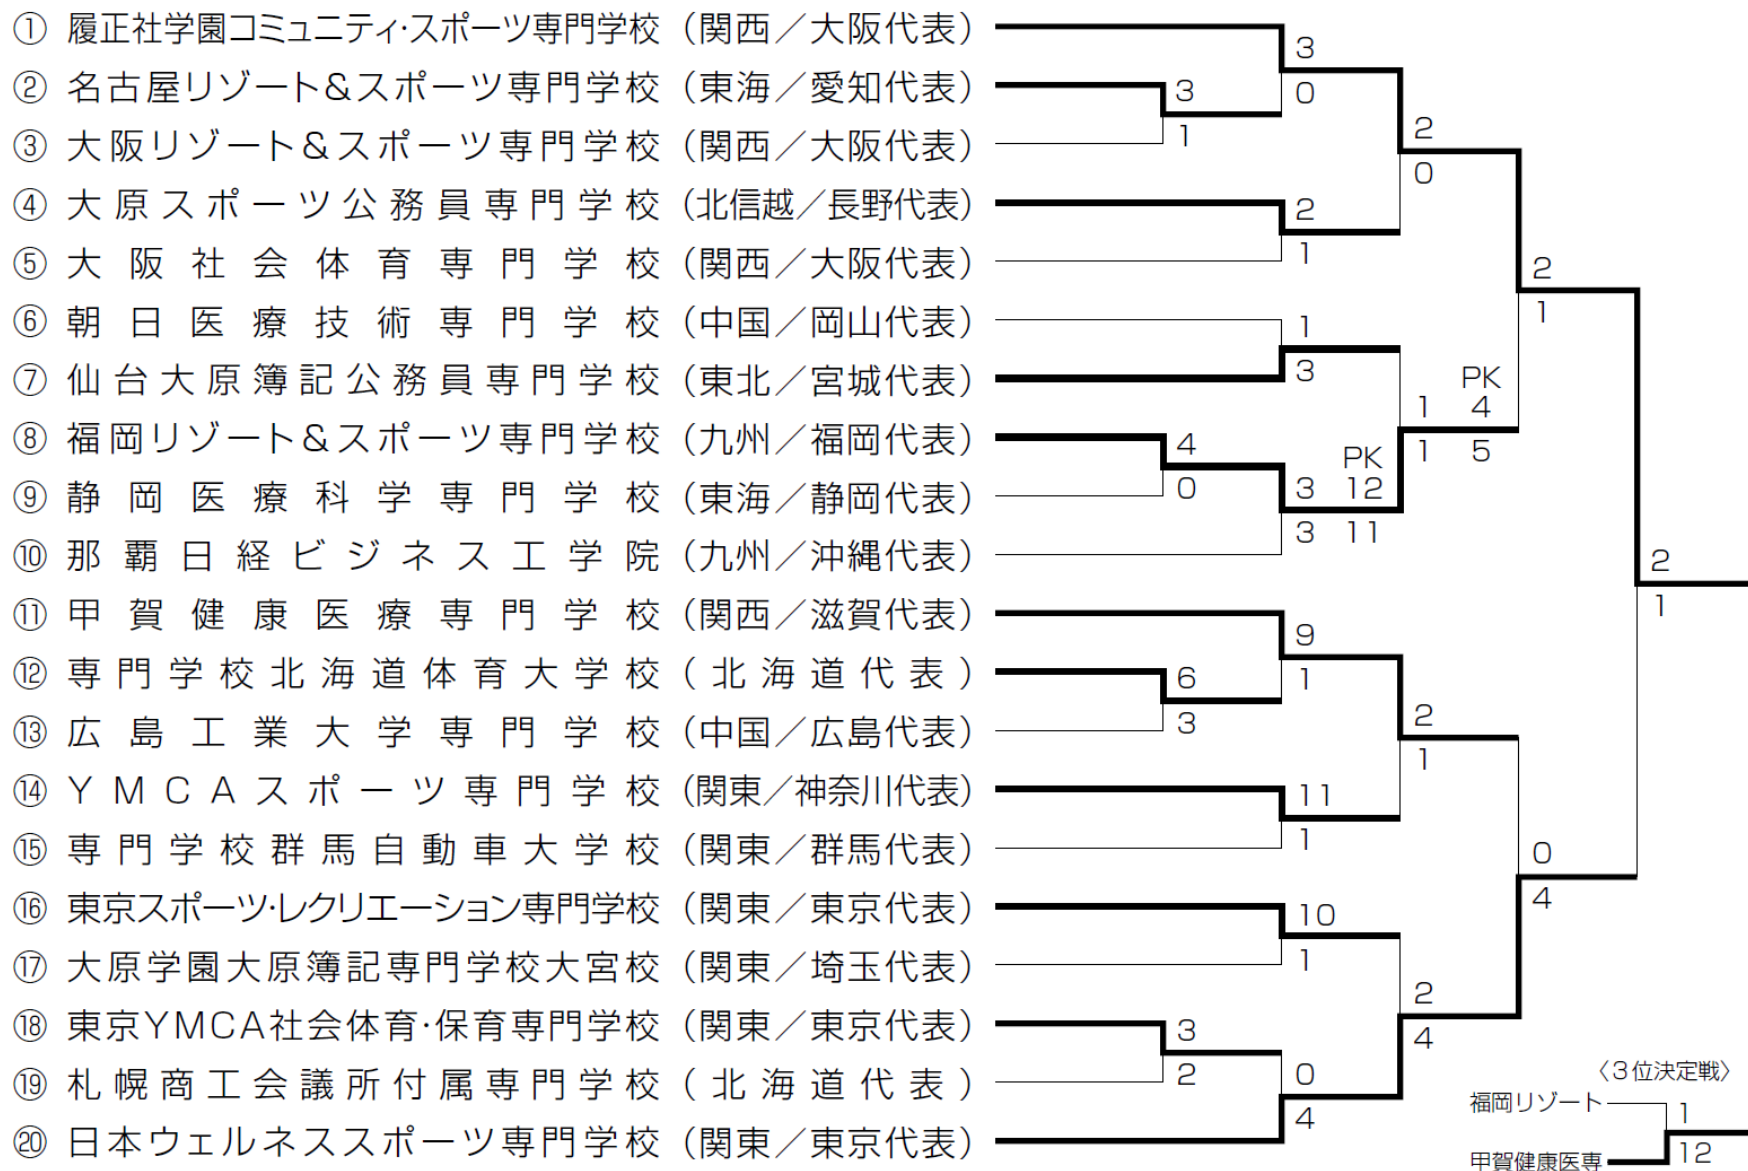 ① 履正社学園コミュニティ・スポーツ専門学校 (関西／大阪代表)
3
② 名古屋リゾート&スポーツ専門学校 (東海／愛知代表)
3 0
③ 大阪リゾート&スポーツ専門学校 (関西／大阪代表)
1 2
0
④ 大原スポーツ公務員専門学校 (北信越／長野代表)
2
⑤ 大阪社会体育専門学校 (関西／大阪代表)
1 2
⑥ 朝日医療技術専門学校 (中国／岡山代表)
1 1
⑦ 仙台大原簿記公務員専門学校 (東北／宮城代表)
3 PK
1 4
⑧ 福岡リゾート&スポーツ専門学校 (九州／福岡代表)
4 PK 1 5
⑨ 静岡医療科学専門学校 (東海／静岡代表)
0 3 12
3 11
⑩ 那覇日経ビジネス工学院 (九州／沖縄代表)
2
1
⑪ 甲賀健康医療専門学校 (関西／滋賀代表)
9
⑫ 専門学校北海道体育大学校 (北海道代表)
6 1
⑬ 広島工業大学専門学校 (中国／広島代表)
3 2
1
⑭ YMCAスポーツ専門学校 (関東／神奈川代表)
11
⑮ 専門学校群馬自動車大学校 (関東／群馬代表)
1 0
4
⑯ 東京スポーツ・レクリエーション専門学校 (関東／東京代表)
10
⑰ 大原学園大原簿記専門学校大宮校 (関東／埼玉代表)
1
2
⑱ 東京YMCA社会体育・保育専門学校 (関東／東京代表)
3 4
⑲ 札幌商工会議所付属専門学校 (北海道代表)
2 0
⑳ 日本ウェルネススポーツ専門学校 (関東／東京代表)
4
〈3位決定戦〉
福岡リゾート 1
甲賀健康医専 12